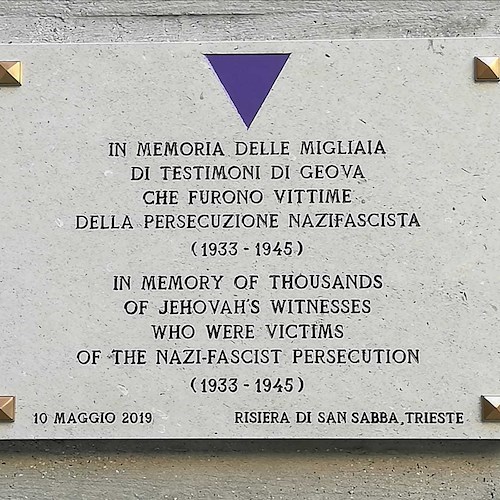 IN MEMORIA DELLE MIGLIAIA
DI TESTIMONI DI GEOVA
CHE FURONO VITTIME
DELLA PERSECUZIONE NAZIFASCISTA
(1933 - 1945)
IN MEMORY OF THOUSANDS
OF JEHOVAH'S WITNESSES
WHO WERE VICTIMS
OF THE NAZI-FASCIST PERSECUTION
(1933 - 1945)
10 MAGGIO 2019 RISIERA DI SAN SABBA, TRIESTE